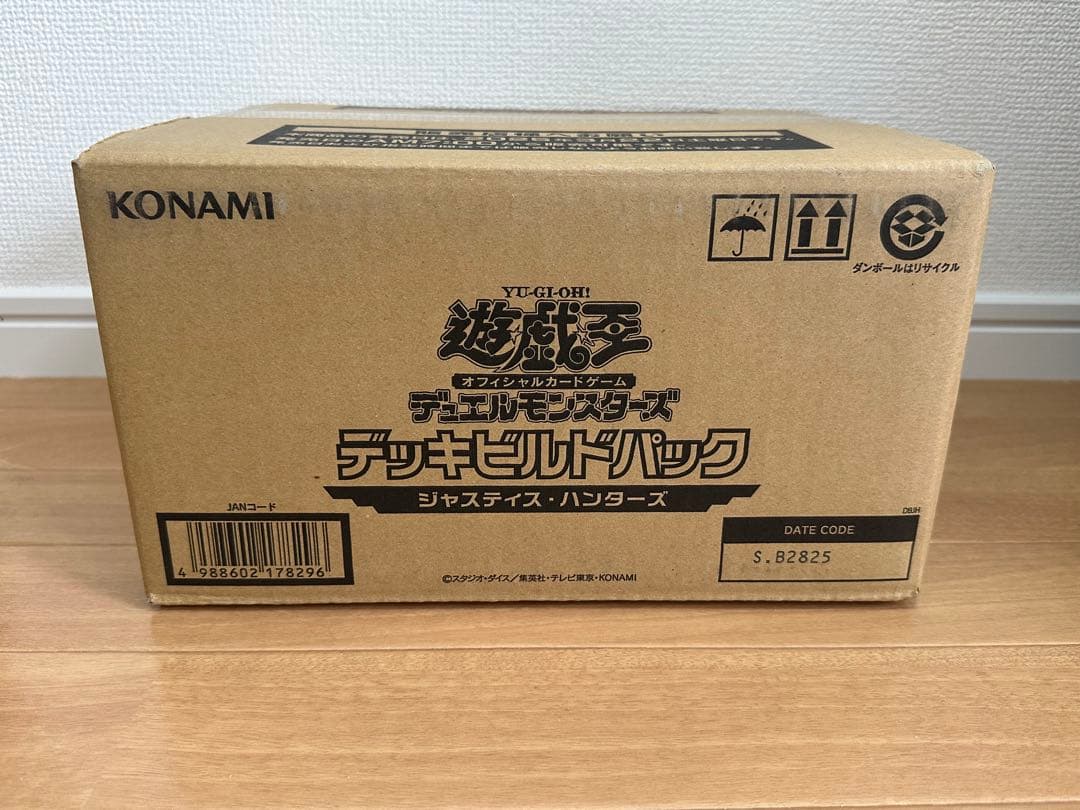 KONAMI
ダンボールはリサイクル
YU-GI-OH!
遊戯王
オフィシャルカードゲーム
デュエルモンスターズ
デッキビルドパック
ジャスティス・ハンターズ
JANコード
4 988602 178296
©スタジオ・ダイス/集英社・テレビ東京・KONAMI
DBJH
DATE CODE
S.B2825